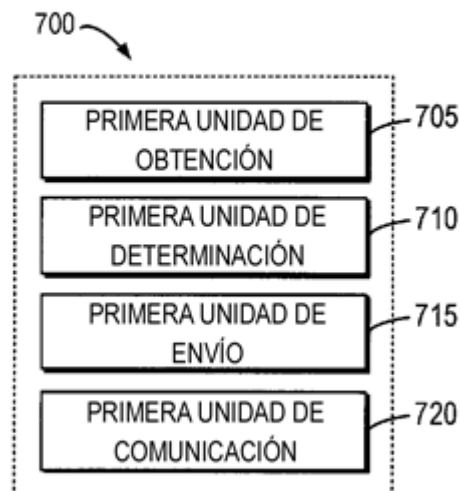 700
PRIMERA UNIDAD DE
OBTENCIÓN
705
PRIMERA UNIDAD DE
DETERMINACIÓN
710
PRIMERA UNIDAD DE
ENVÍO
715
PRIMERA UNIDAD DE
COMUNICACIÓN
720